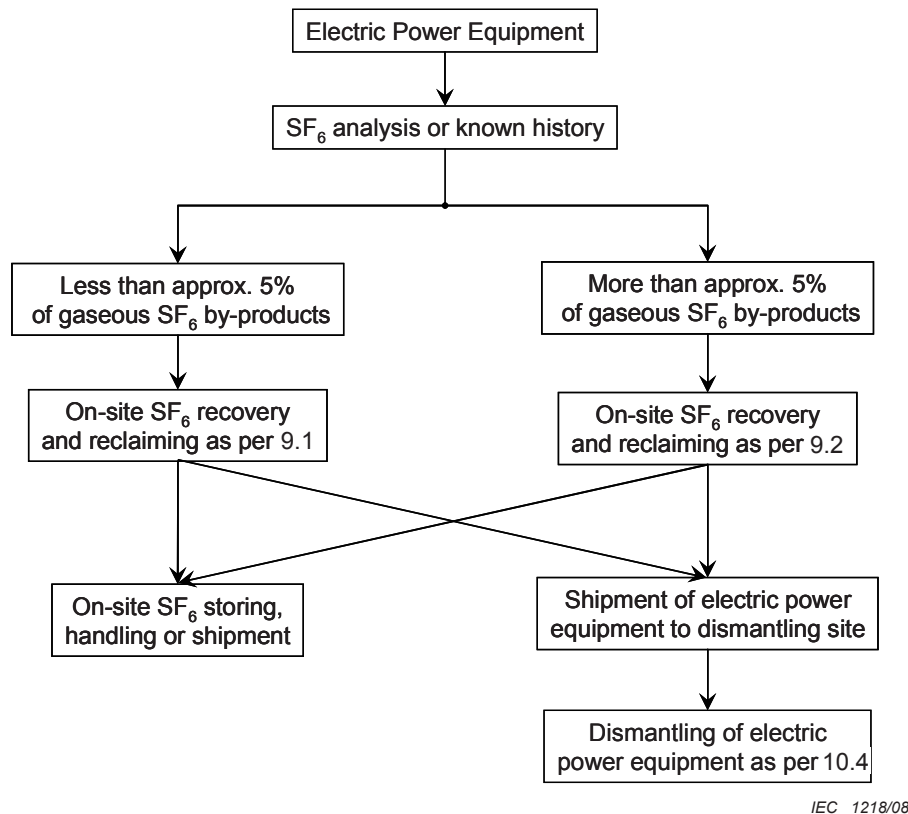 Electric Power Equipment
SF₆ analysis or known history
Less than approx. 5%
of gaseous SF₆ by-products
More than approx. 5%
of gaseous SF₆ by-products
On-site SF₆ recovery
and reclaiming as per 9.1
On-site SF₆ recovery
and reclaiming as per 9.2
On-site SF₆ storing,
handling or shipment
Shipment of electric power
equipment to dismantling site
Dismantling of electric
power equipment as per 10.4
IEC 1218/08